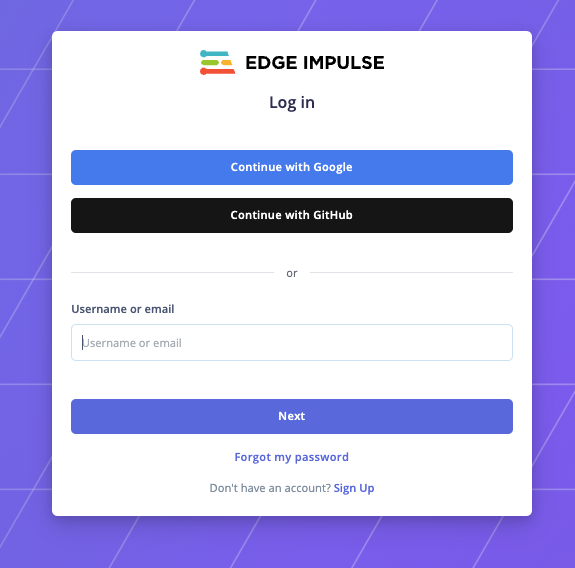 EDGE IMPULSE
Log in
Continue with Google
Continue with GitHub
or
Username or email
Username or email
Next
Forgot my password
Don't have an account? Sign Up